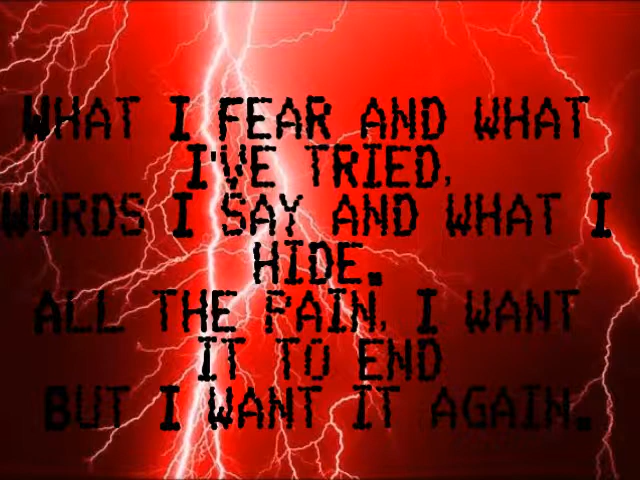 WHAT I FEAR AND WHAT
I'VE TRIED,
WORDS I SAY AND WHAT I
HIDE.
ALL THE PAIN, I WANT
IT TO END
BUT I WANT IT AGAIN.